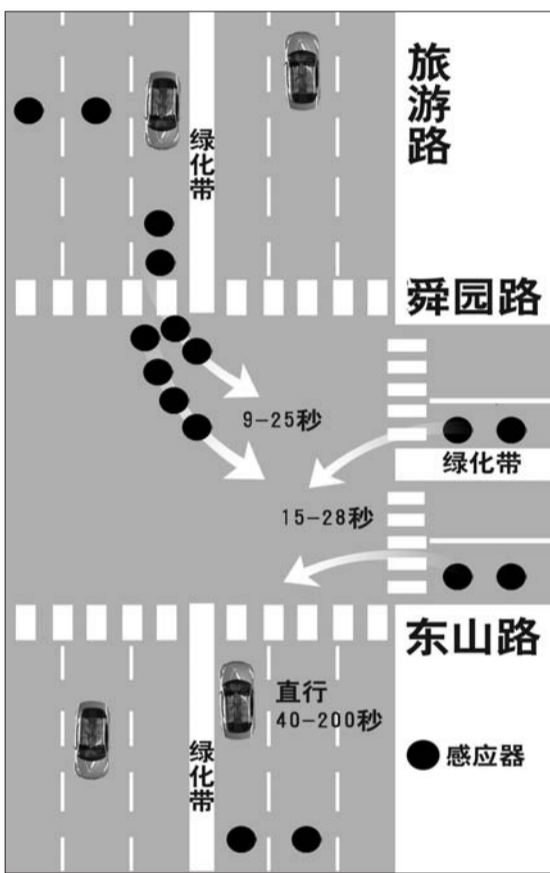 旅游路
绿化带
舜园路
9-25秒
绿化带
15-28秒
东山路
直行
40-200秒
绿化带
感应器